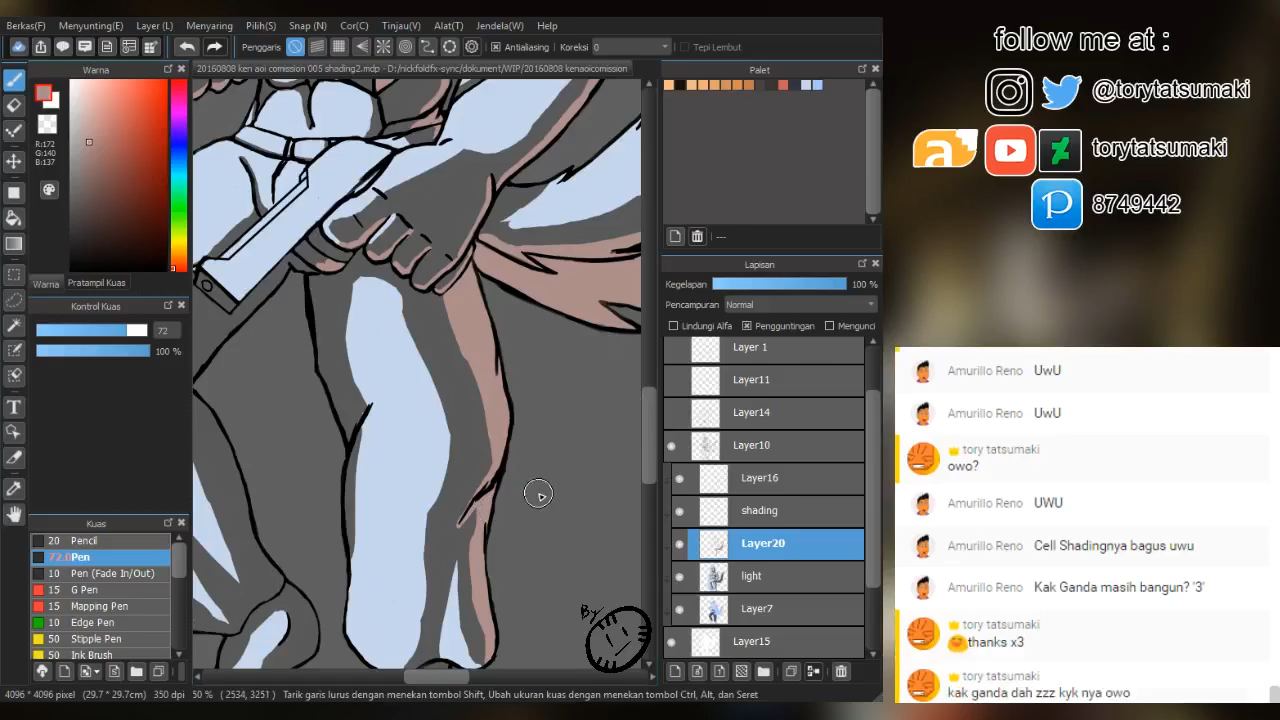 Berkas(F) Menyunting(E) Layer (L) Menyaring Pilih(S) Snap (N) Cor(C) Tinjau(V) Alat(T) Jendela(W) Help
Penggaris Antialiasing Koreksi 0 Tepi Lembut
Warna
20160808 ken aoi comission 005 shading2.mdp - D:/nickfoldfx-sync/dokument/WIP/20160808 kenaoicomission
R:172
G:140
B:137
Warna Pratampil Kuas
Kontrol Kuas
72
100 %
Kuas
20 Pencil
72.0 Pen
10 Pen (Fade In/Out)
15 G Pen
15 Mapping Pen
10 Edge Pen
50 Stipple Pen
50 Ink Brush
By
Palet
---
Lapisan
Kegelapan 100 %
Pencampuran Normal
Lindungi Alfa Pengguntingan Mengunci
Layer 1
Layer11
Layer14
Layer10
Layer16
shading
Layer20
light
Layer7
Layer15
4096 * 4096 pixel (29.7 * 29.7cm) 350 dpi 50 % (2334, 3251) Tarik garis lurus dengan menekan tombol Shift, Ubah ukuran kuas dengan menekan tombol Ctrl, Alt, dan Seret
follow me at :
@torytatsumaki
torytatsumaki
8749442
Amurillo Reno UwU
Amurillo Reno UwU
tory tatsumaki
owo?
Amurillo Reno UWU
Amurillo Reno Cell Shadingnya bagus uwu
Amurillo Reno Kak Ganda masih bangun? '3'
tory tatsumaki
thanks x3
tory tatsumaki
kak ganda dah zzz kyk nya owo